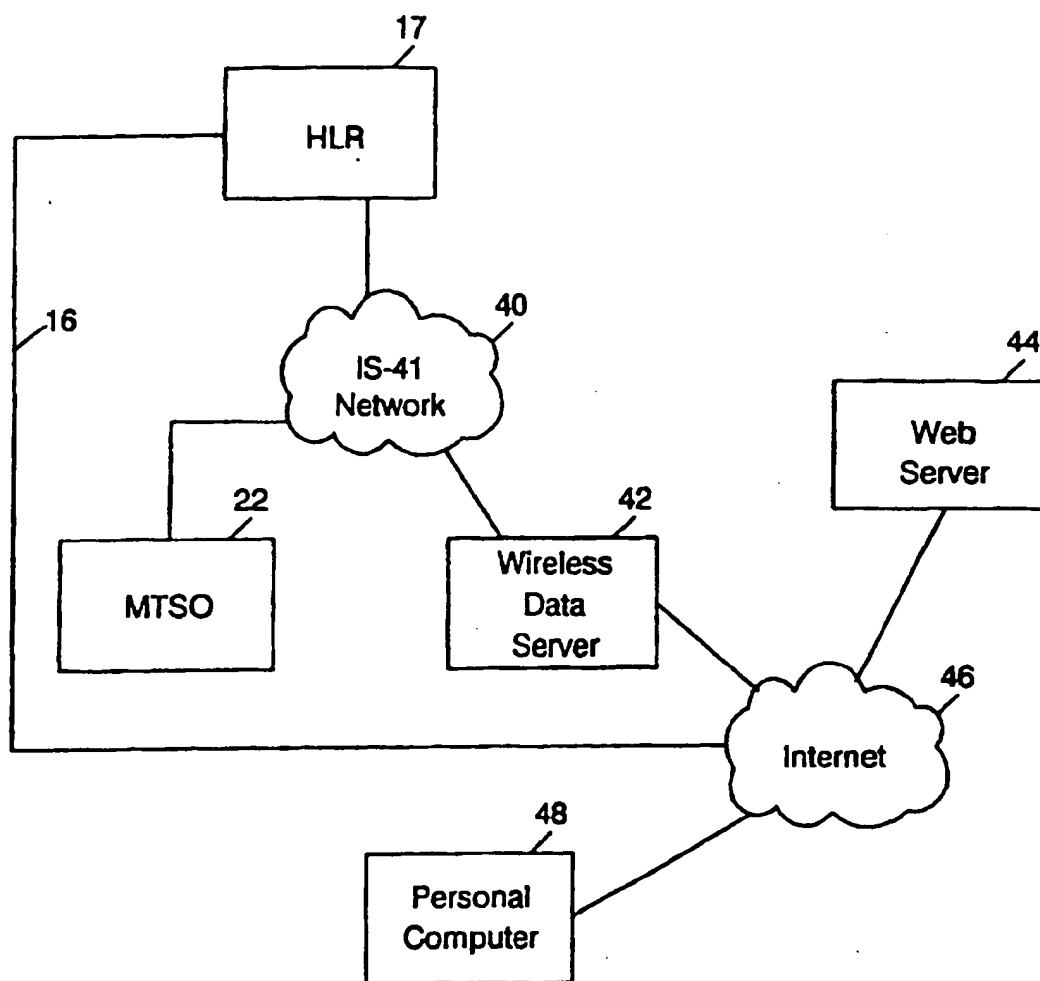 17
HLR
16
40
IS-41
Network
44
Web
Server
22
MTSO
42
Wireless
Data
Server
46
Internet
48
Personal
Computer